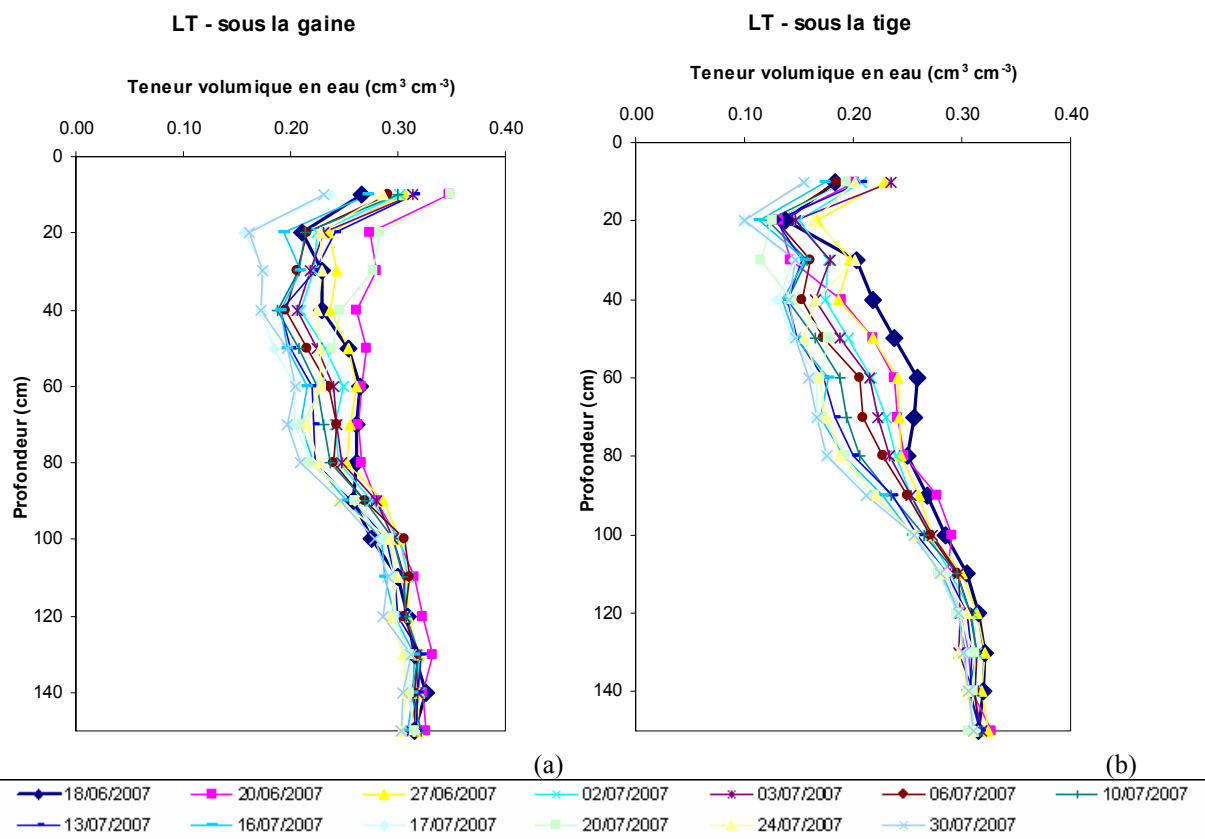 LT - sous la gaine
Teneur volumique en eau (cm³ cm⁻³)
0.00 0.10 0.20 0.30 0.40
0
20
40
60
80
100
120
140
Profondeur (cm)
(a)
LT - sous la tige
Teneur volumique en eau (cm³ cm⁻³)
0.00 0.10 0.20 0.30 0.40
0
20
40
60
80
100
120
140
Profondeur (cm)
(b)
18/06/2007 20/06/2007 27/06/2007 02/07/2007 03/07/2007 06/07/2007 10/07/2007
13/07/2007 16/07/2007 17/07/2007 20/07/2007 24/07/2007 30/07/2007